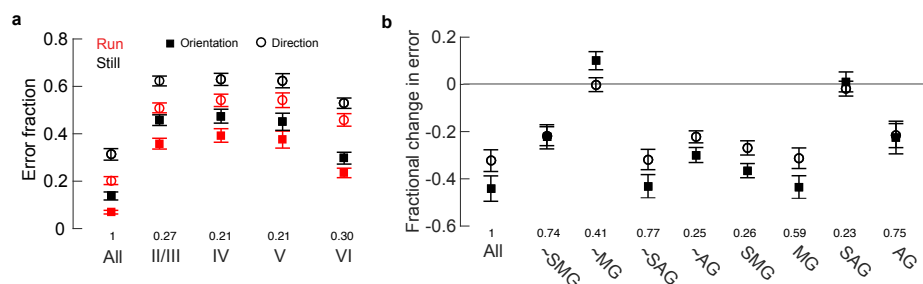 a
Run
Still
Orientation
Direction
Error fraction
0.8
0.6
0.4
0.2
0
1 0.27 0.21 0.21 0.30
All II/III IV V VI
b
Fractional change in error
0.2
0
-0.2
-0.4
-0.6
1 0.74 0.41 0.77 0.25 0.26 0.59 0.23 0.75
All ~SMG ~MG ~SAG ~AG SMG MG SAG AG